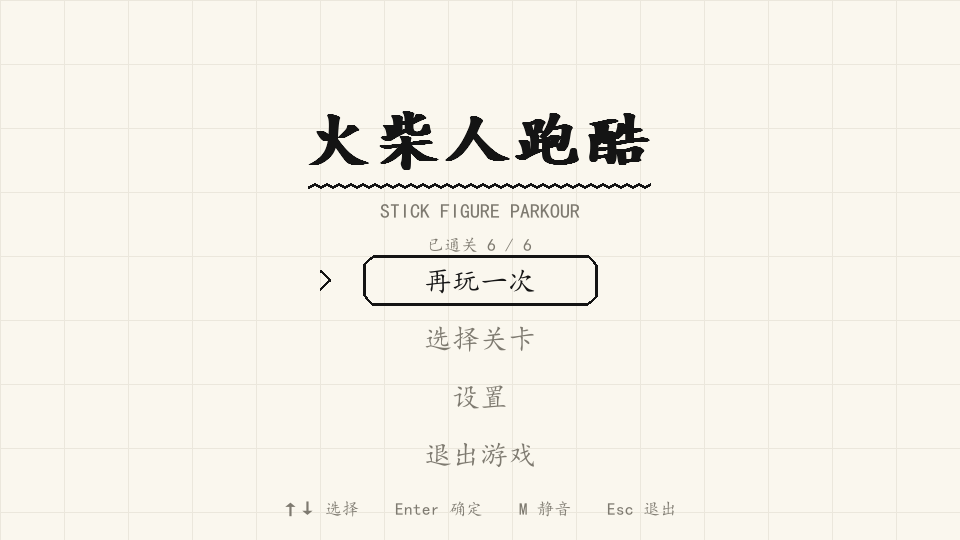 火柴人跑酷
STICK FIGURE PARKOUR
已通关 6 / 6
再玩一次
选择关卡
设置
退出游戏
↑↓ 选择 Enter 确定 M 静音 Esc 退出